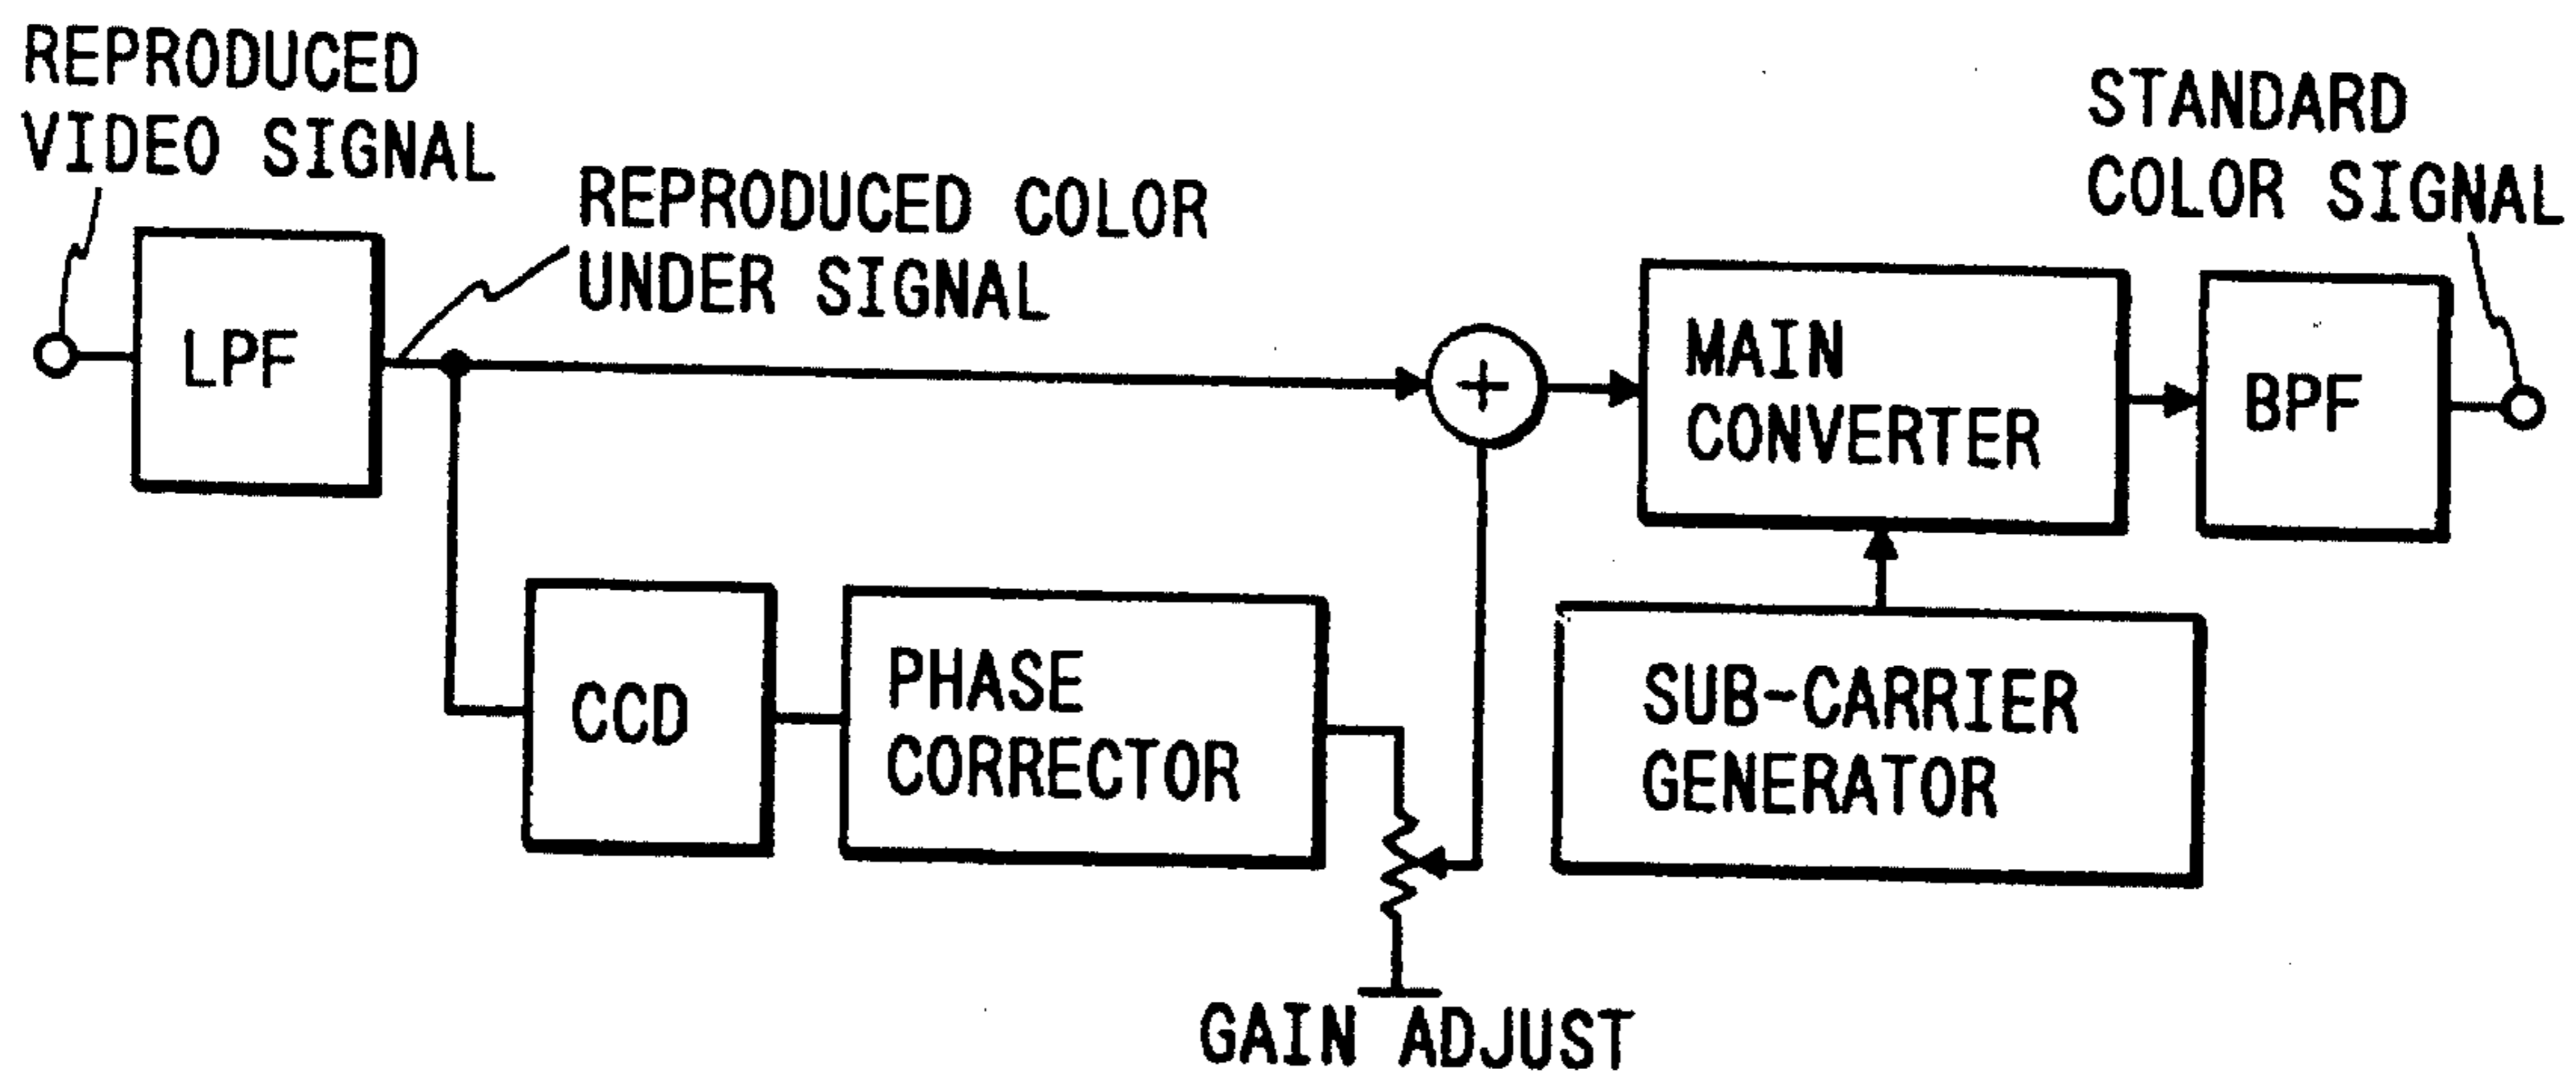 REPRODUCED
VIDEO SIGNAL
REPRODUCED COLOR
UNDER SIGNAL
STANDARD
COLOR SIGNAL
LPF
+
MAIN
CONVERTER
BPF
CCD
PHASE
CORRECTOR
SUB-CARRIER
GENERATOR
GAIN ADJUST